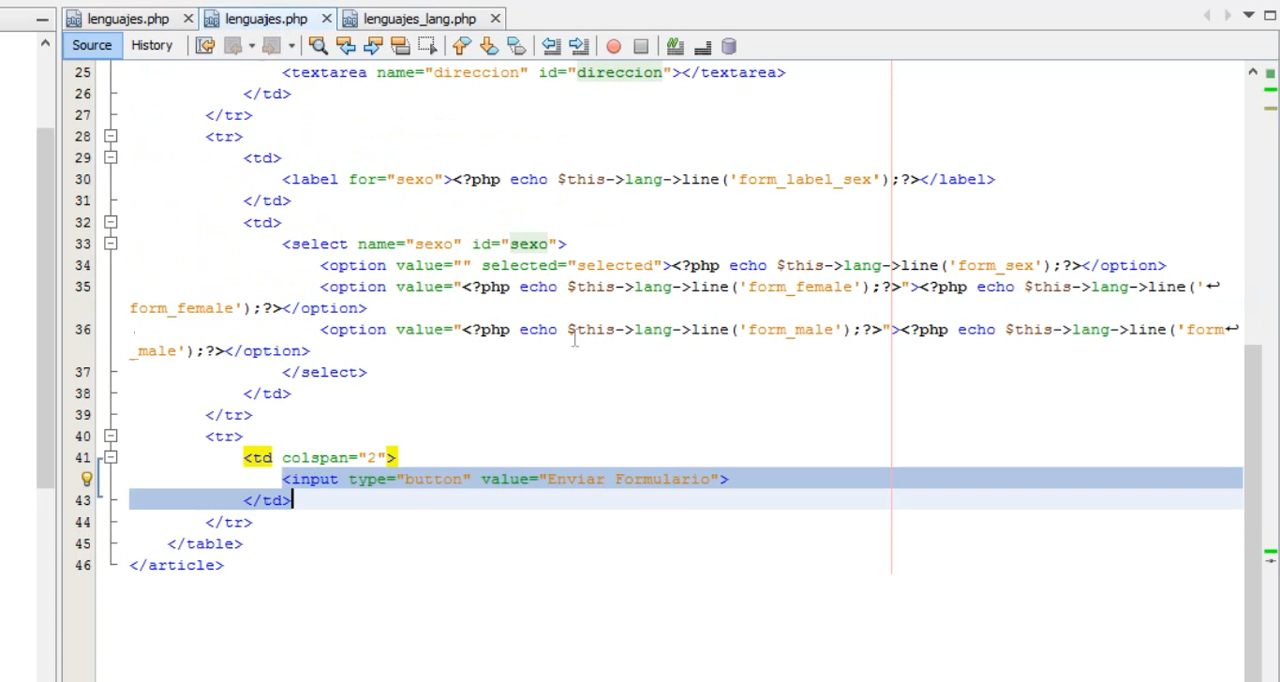 lenguajes.php lenguajes.php lenguajes_lang.php
Source History
25 <textarea name="direccion" id="direccion"></textarea>
26 </td>
27 </tr>
28 <tr>
29 <td>
30 <label for="sexo"><?php echo $this->lang->line('form_label_sex');?></label>
31 </td>
32 <td>
33 <select name="sexo" id="sexo">
34 <option value="" selected="selected"><?php echo $this->lang->line('form_sex');?></option>
35 <option value="<?php echo $this->lang->line('form_female');?>"><?php echo $this->lang->line('
form_female');?></option>
36 <option value="<?php echo $this->lang->line('form_male');?>"><?php echo $this->lang->line('form
_male');?></option>
37 </select>
38 </td>
39 </tr>
40 <tr>
41 <td colspan="2">
<input type="button" value="Enviar Formulario">
43 </td>
44 </tr>
45 </table>
46 </article>